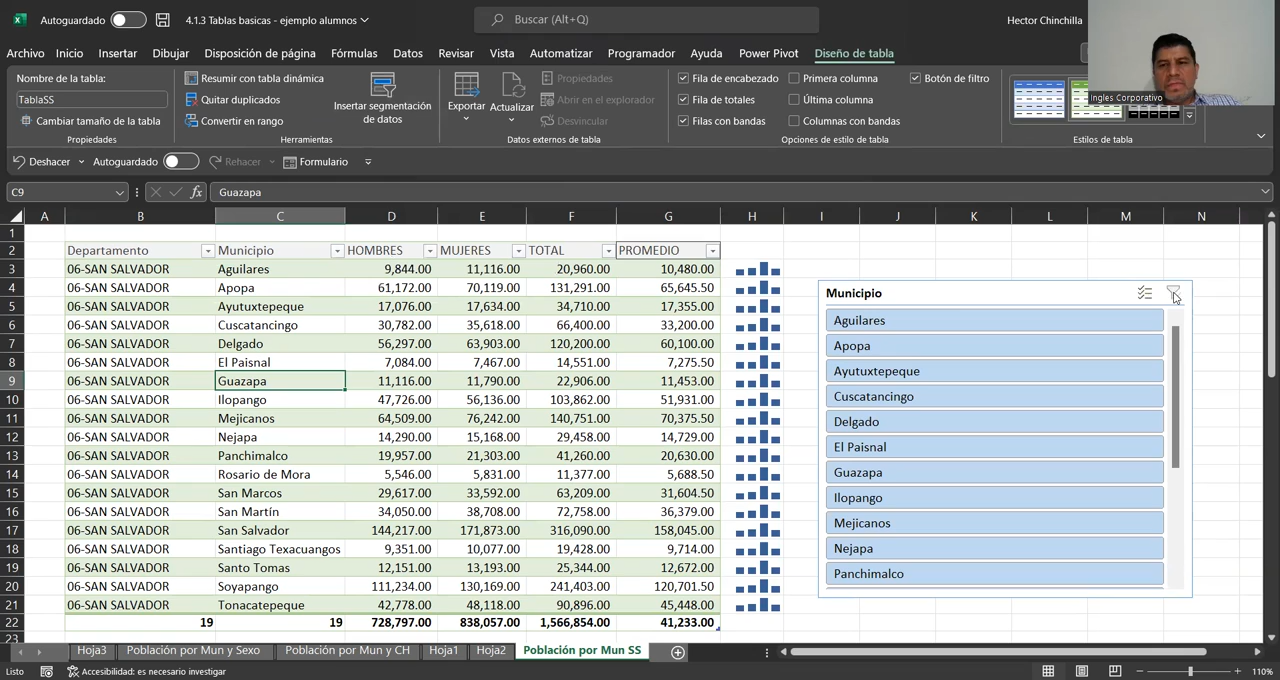 Autoguardado
4.1.3 Tablas basicas - ejemplo alumnos
Buscar (Alt+Q)
Hector Chinchilla
Ingles Corporativo
Archivo Inicio Insertar Dibujar Disposición de página Fórmulas Datos Revisar Vista Automatizar Programador Ayuda Power Pivot Diseño de tabla
Nombre de la tabla:
TablaSS
Cambiar tamaño de la tabla
Propiedades
Resumir con tabla dinámica
Quitar duplicados
Convertir en rango
Insertar segmentación
de datos
Herramientas
Exportar
Actualizar
Propiedades
Abrir en el explorador
Desvincular
Datos externos de tabla
Fila de encabezado
Fila de totales
Filas con bandas
Primera columna
Última columna
Columnas con bandas
Botón de filtro
Opciones de estilo de tabla
Estilos de tabla
Deshacer Autoguardado Rehacer Formulario
C9 fx Guazapa
A B C D E F G H I J K L M N
1
2 Departamento Municipio HOMBRES MUJERES TOTAL PROMEDIO
3 06-SAN SALVADOR Aguilares 9,844.00 11,116.00 20,960.00 10,480.00
4 06-SAN SALVADOR Apopa 61,172.00 70,119.00 131,291.00 65,645.50
5 06-SAN SALVADOR Ayutuxtepeque 17,076.00 17,634.00 34,710.00 17,355.00
6 06-SAN SALVADOR Cuscatancingo 30,782.00 35,618.00 66,400.00 33,200.00
7 06-SAN SALVADOR Delgado 56,297.00 63,903.00 120,200.00 60,100.00
8 06-SAN SALVADOR El Paisnal 7,084.00 7,467.00 14,551.00 7,275.50
9 06-SAN SALVADOR Guazapa 11,116.00 11,790.00 22,906.00 11,453.00
10 06-SAN SALVADOR Ilopango 47,726.00 56,136.00 103,862.00 51,931.00
11 06-SAN SALVADOR Mejicanos 64,509.00 76,242.00 140,751.00 70,375.50
12 06-SAN SALVADOR Nejapa 14,290.00 15,168.00 29,458.00 14,729.00
13 06-SAN SALVADOR Panchimalco 19,957.00 21,303.00 41,260.00 20,630.00
14 06-SAN SALVADOR Rosario de Mora 5,546.00 5,831.00 11,377.00 5,688.50
15 06-SAN SALVADOR San Marcos 29,617.00 33,592.00 63,209.00 31,604.50
16 06-SAN SALVADOR San Martín 34,050.00 38,708.00 72,758.00 36,379.00
17 06-SAN SALVADOR San Salvador 144,217.00 171,873.00 316,090.00 158,045.00
18 06-SAN SALVADOR Santiago Texacuangos 9,351.00 10,077.00 19,428.00 9,714.00
19 06-SAN SALVADOR Santo Tomas 12,151.00 13,193.00 25,344.00 12,672.00
20 06-SAN SALVADOR Soyapango 111,234.00 130,169.00 241,403.00 120,701.50
21 06-SAN SALVADOR Tonacatepeque 42,778.00 48,118.00 90,896.00 45,448.00
22 19 19 728,797.00 838,057.00 1,566,854.00 41,233.00
23
Municipio
Aguilares
Apopa
Ayutuxtepeque
Cuscatancingo
Delgado
El Paisnal
Guazapa
Ilopango
Mejicanos
Nejapa
Panchimalco
Hoja3 Población por Mun y Sexo Población por Mun y CH Hoja1 Hoja2 Población por Mun SS
Listo Accesibilidad: es necesario investigar 110%